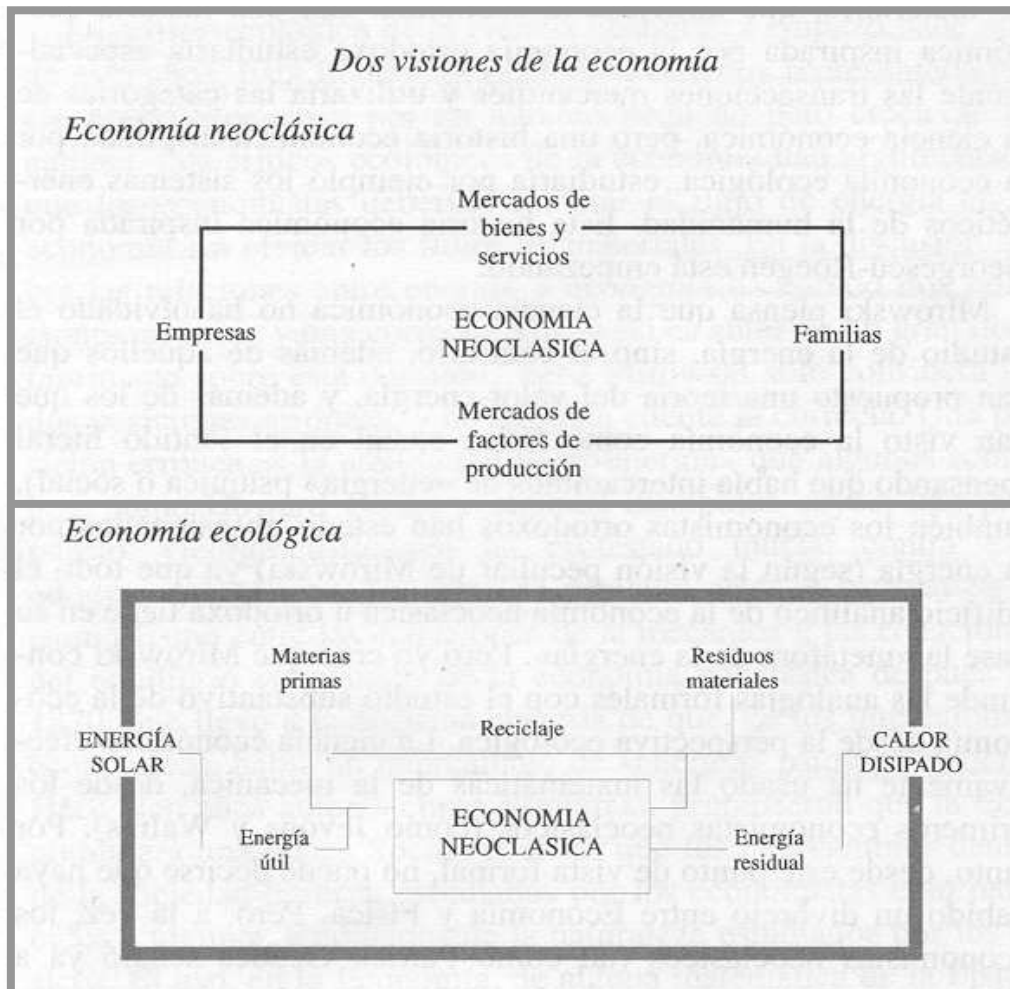 Dos visiones de la economía
Economía neoclásica
Mercados de
bienes y
servicios
Empresas
ECONOMIA
NEOCLASICA
Familias
Mercados de
factores de
producción
Economía ecológica
Materias
primas
Residuos
materiales
Reciclaje
ENERGÍA
SOLAR
CALOR
DISIPADO
ECONOMIA
NEOCLASICA
Energía
útil
Energía
residual